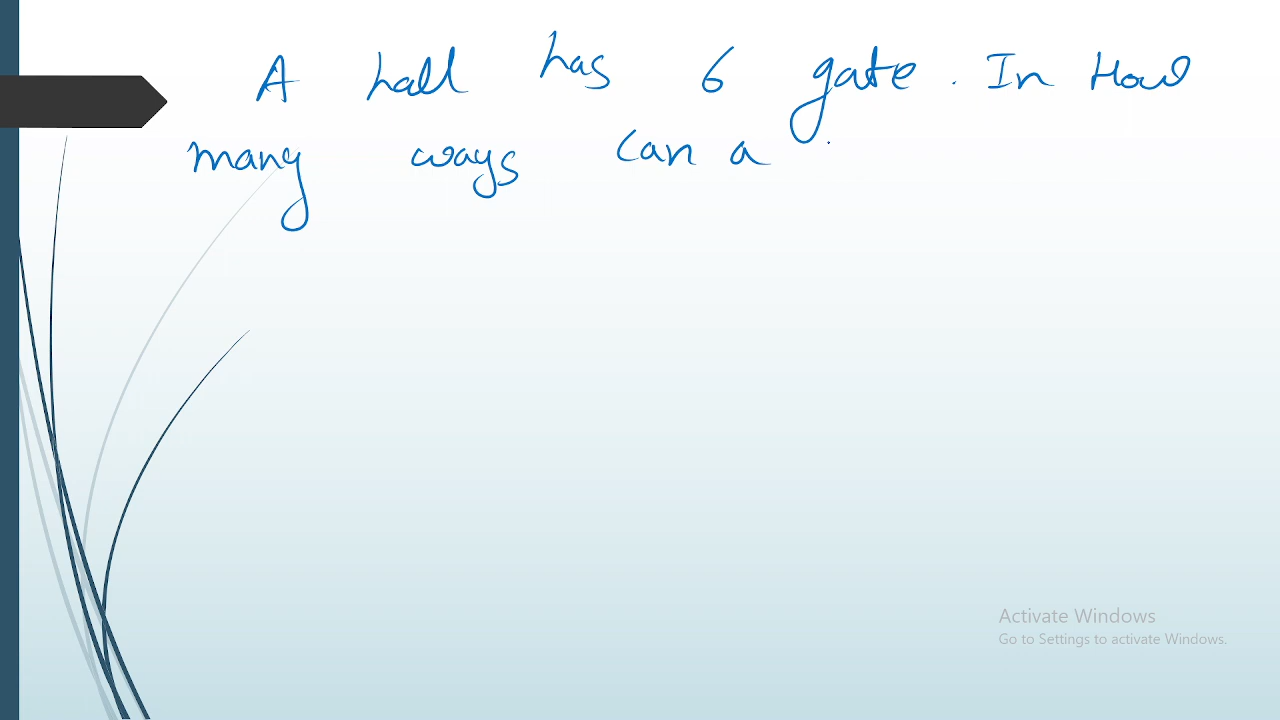 A hall has 6 gate. In How
many ways can a
Activate Windows
Go to Settings to activate Windows.